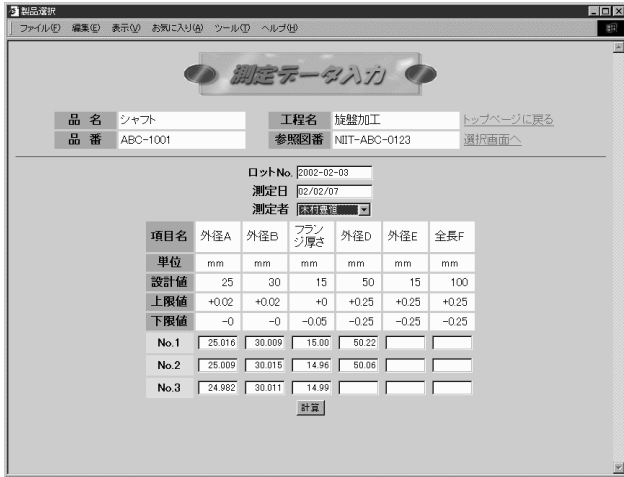 製品選択
ファイル(F) 編集(E) 表示(V) お気に入り(A) ツール(T) ヘルプ(H)
測定データ入力
品 名 シャフト 工程名 旋盤加工 トップページに戻る
品 番 ABC-1001 参照図番 NIIT-ABC-0123 選択画面へ
ロットNo. 2002-02-03
測定日 02/02/07
測定者 木村豊値
項目名 外径A 外径B フランジ厚さ 外径D 外径E 全長F
単位 mm mm mm mm mm mm
設計値 25 30 15 50 15 100
上限値 +0.02 +0.02 +0 +0.25 +0.25 +0.25
下限値 -0 -0 -0.05 -0.25 -0.25 -0.25
No.1 25.016 30.009 15.00 50.22
No.2 25.009 30.015 14.96 50.06
No.3 24.982 30.011 14.99
計算